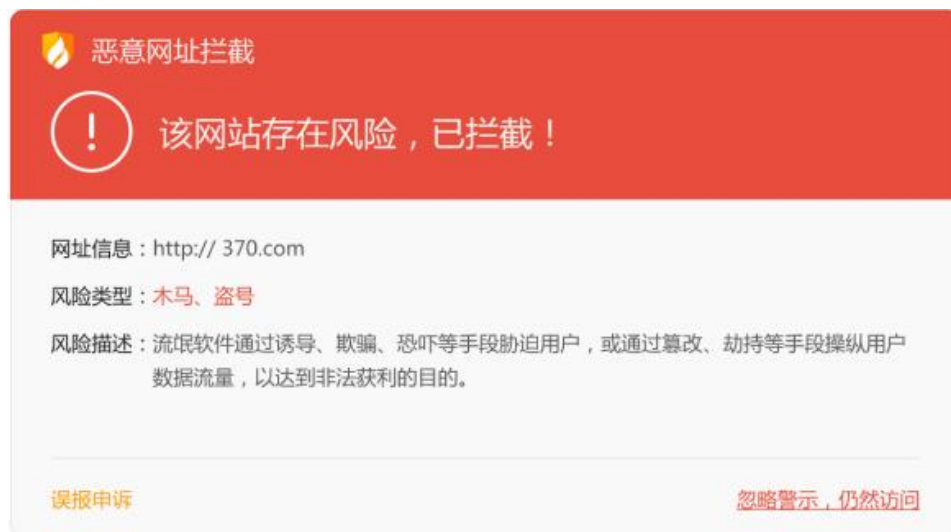 恶意网址拦截
该网站存在风险，已拦截！
网址信息：http:// 370.com
风险类型：木马、盗号
风险描述：流氓软件通过诱导、欺骗、恐吓等手段胁迫用户，或通过篡改、劫持等手段操纵用户
数据流量，以达到非法获利的目的。
误报申诉
忽略警示，仍然访问